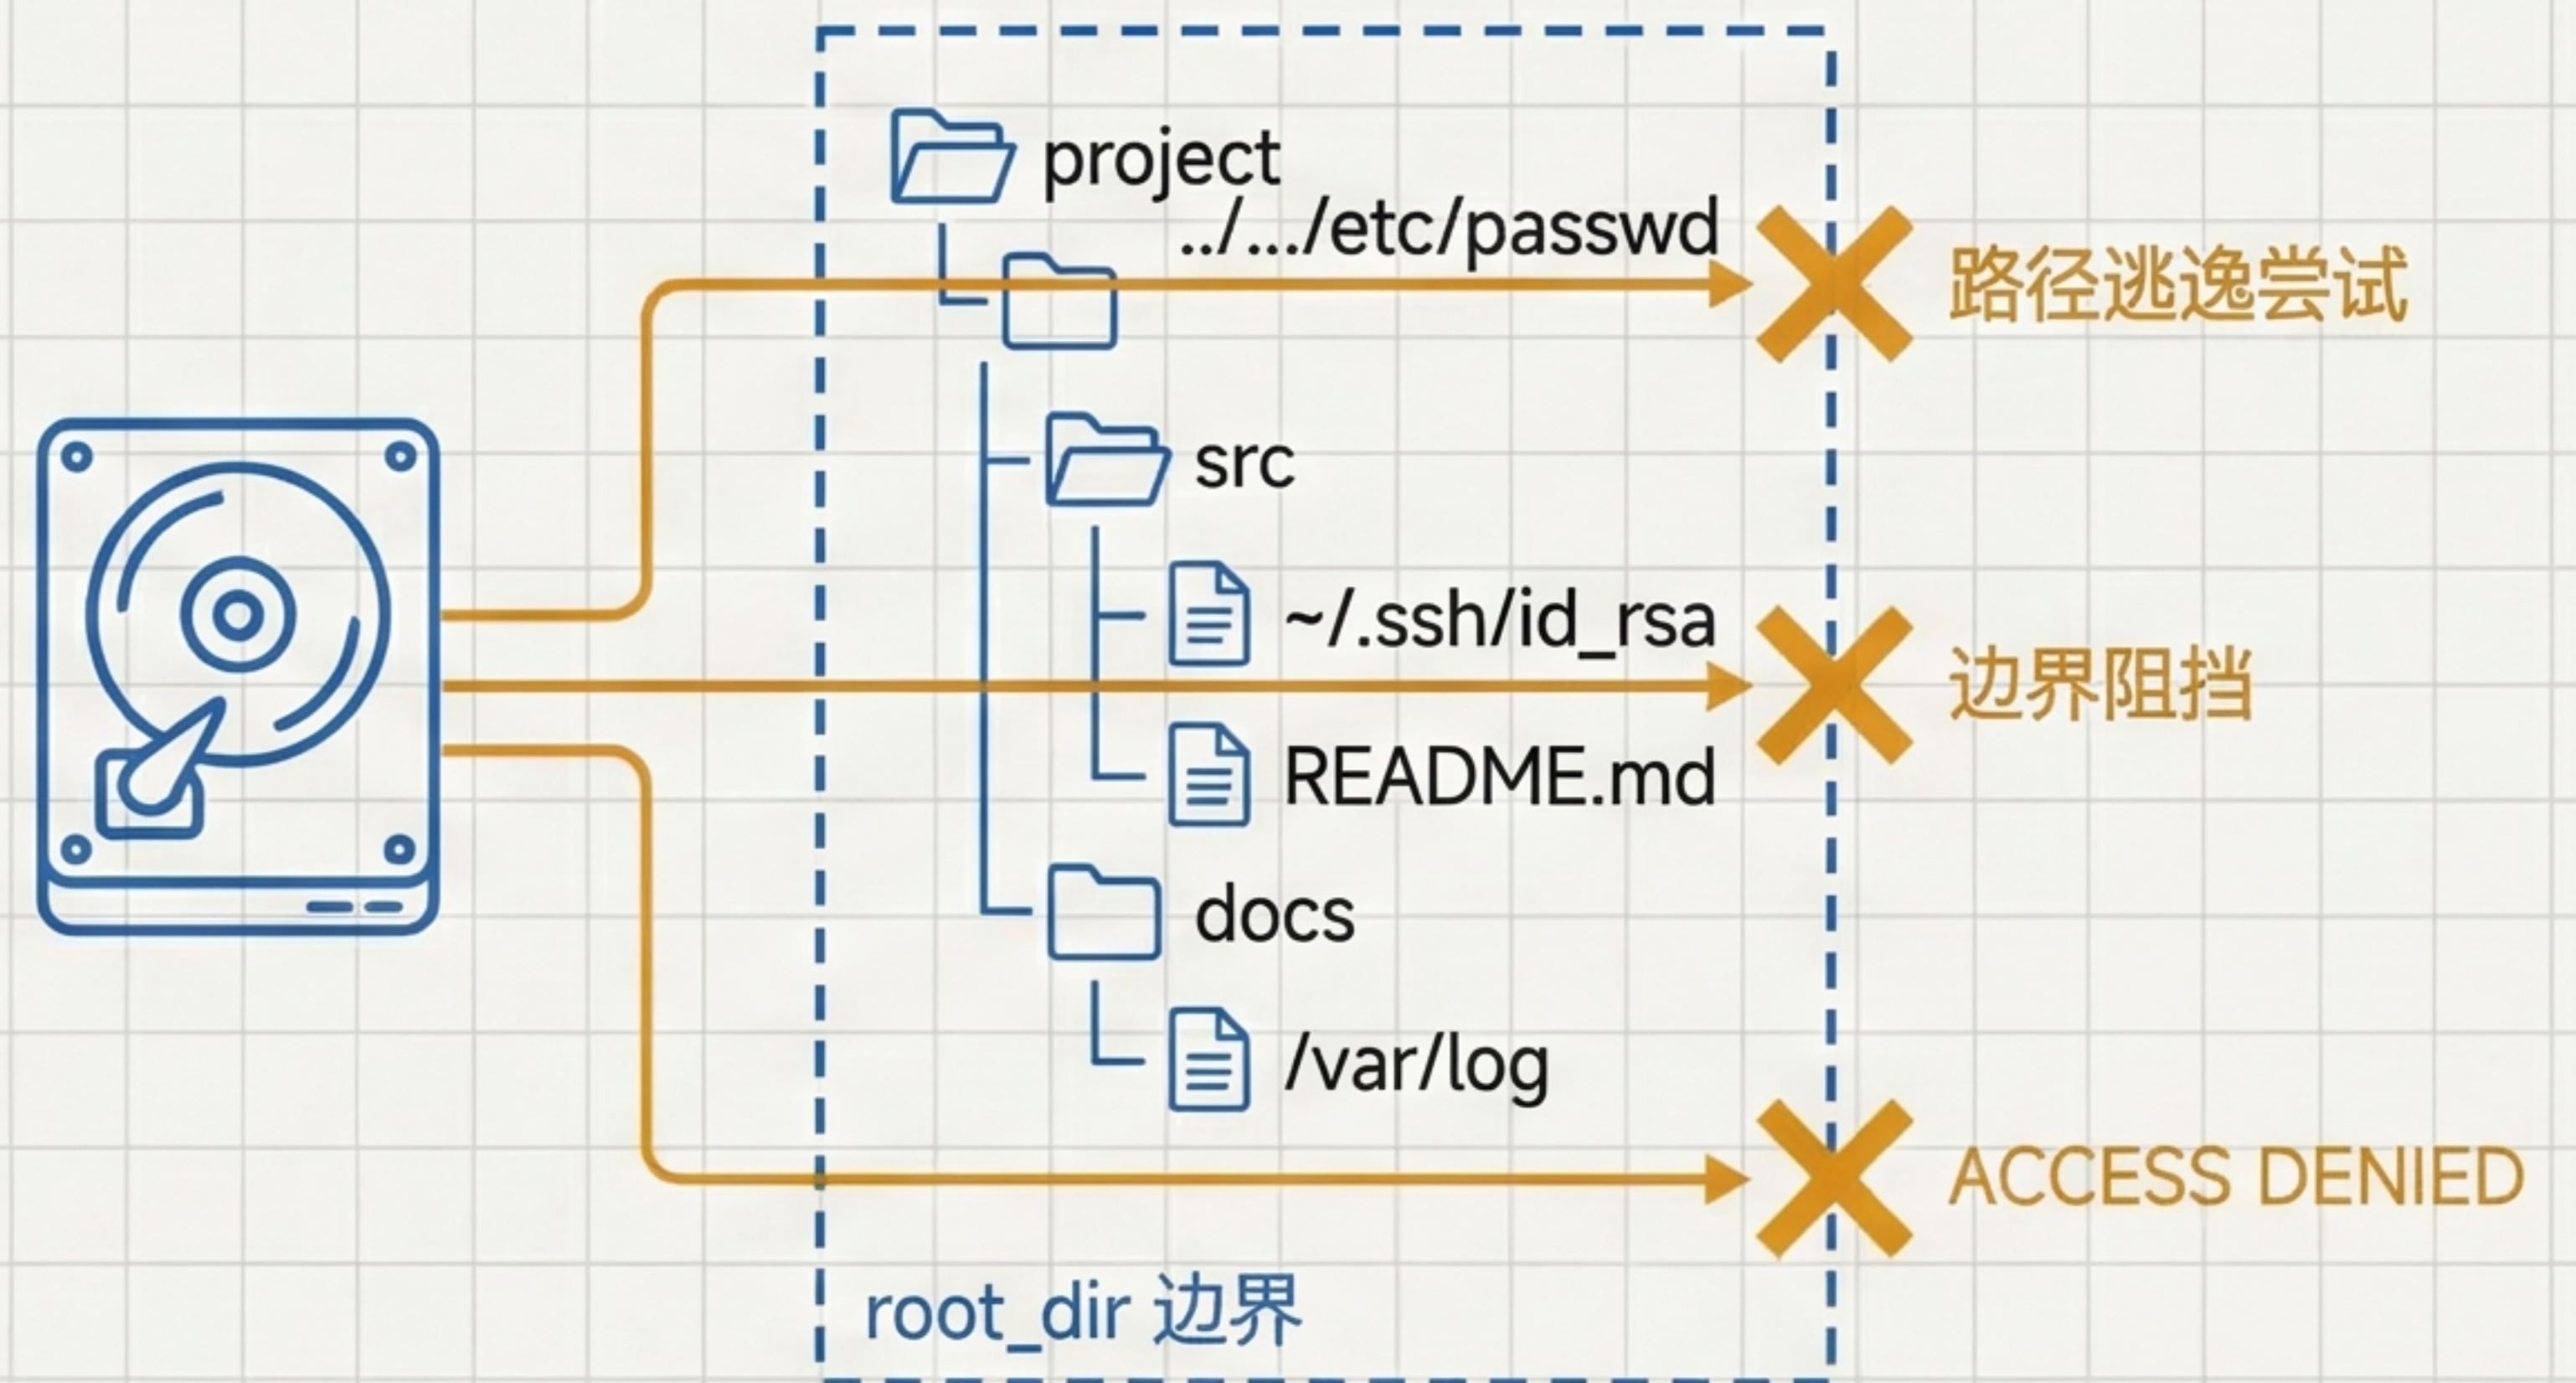 project
../.../etc/passwd
路径逃逸尝试
src
~/.ssh/id_rsa
边界阻挡
README.md
docs
/var/log
ACCESS DENIED
root_dir 边界